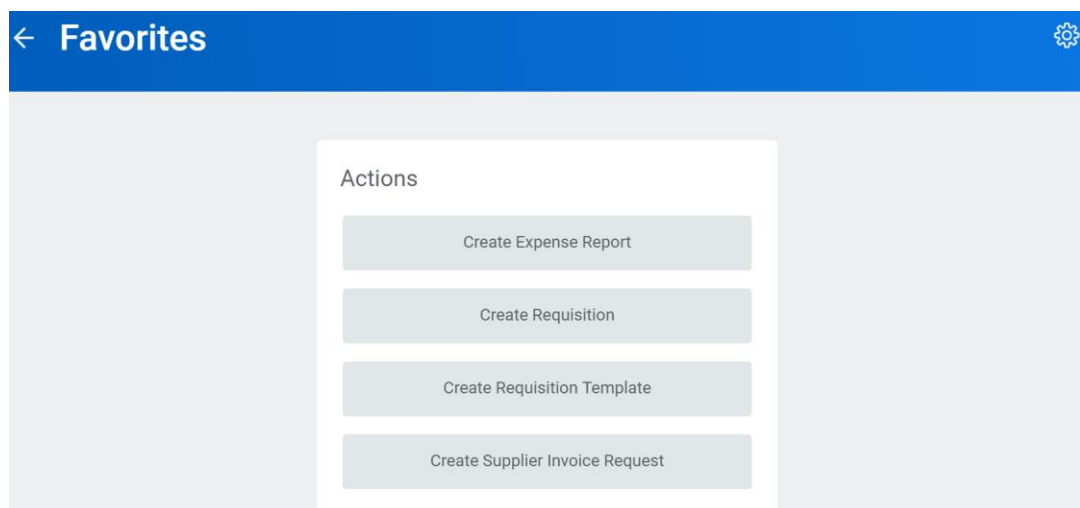 Favorites
Actions
Create Expense Report
Create Requisition
Create Requisition Template
Create Supplier Invoice Request